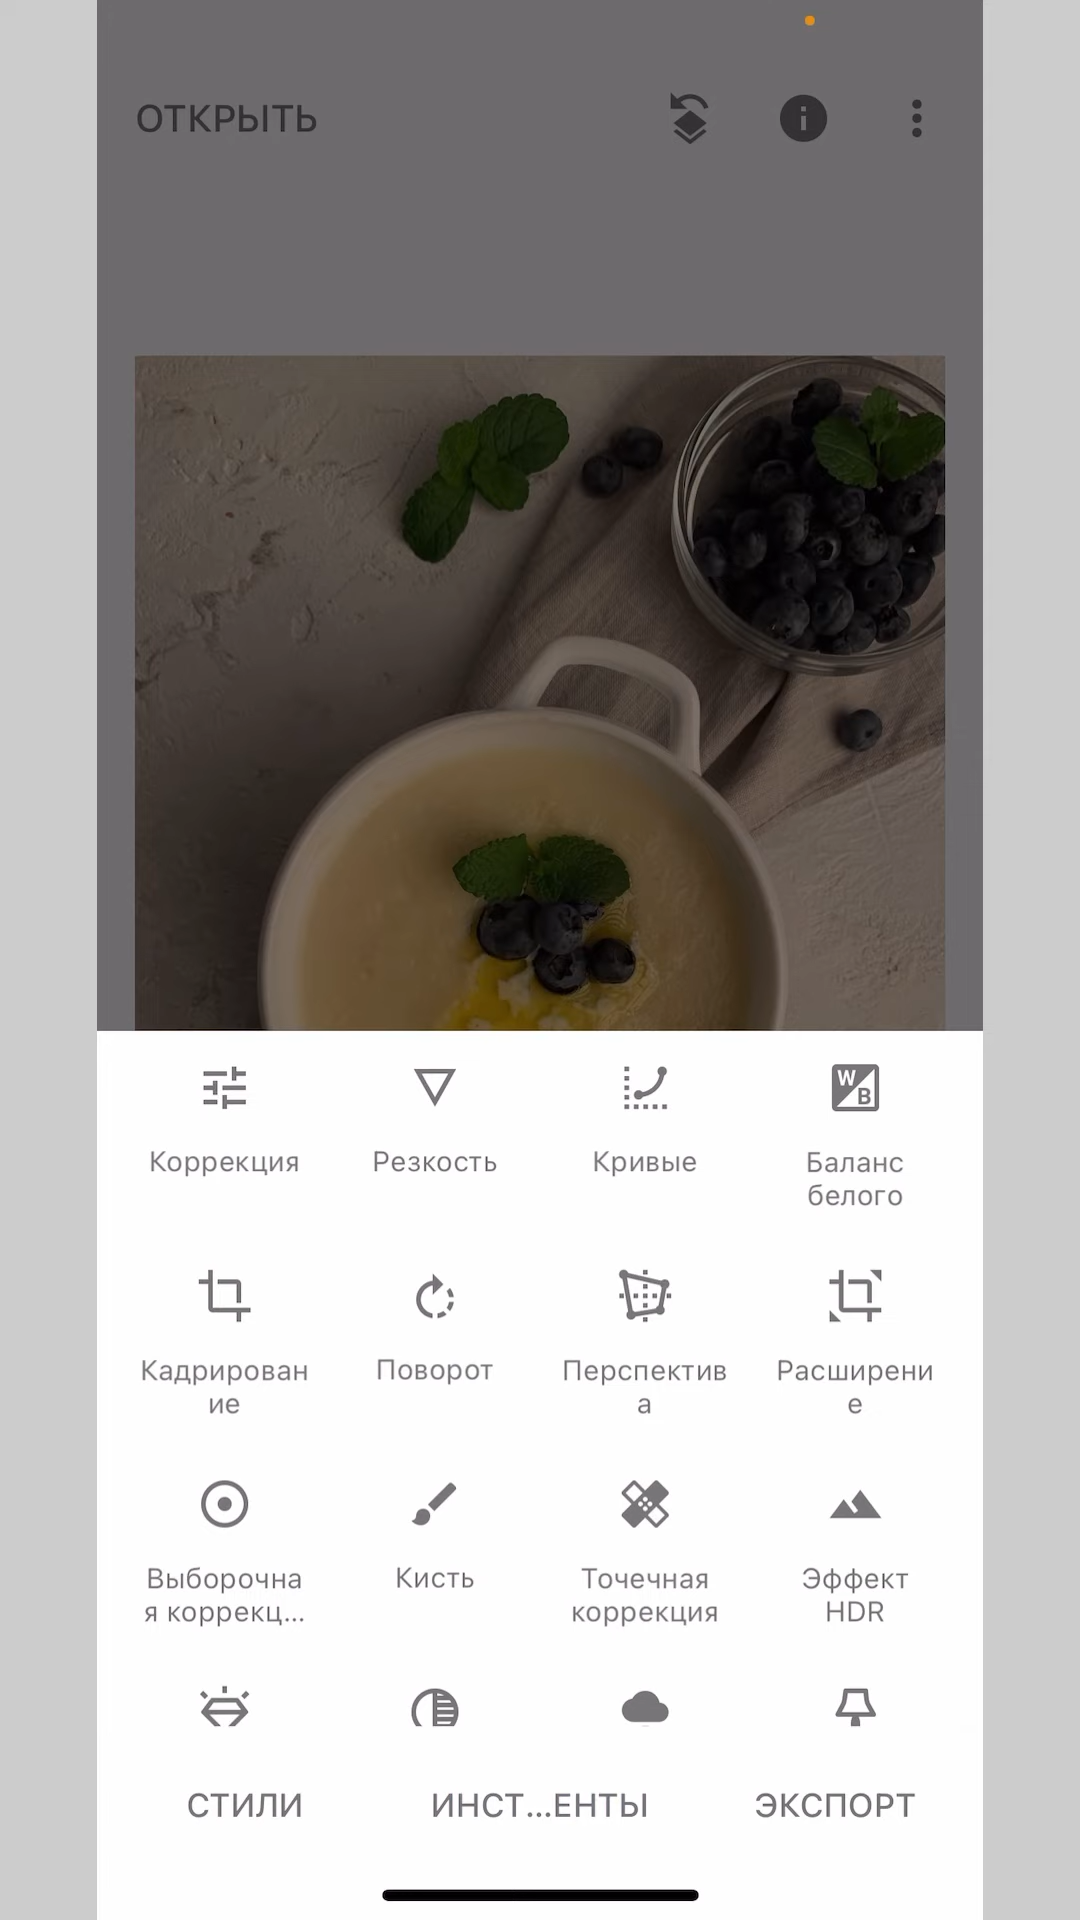 ОТКРЫТЬ
Коррекция
Резкость
Кривые
Баланс
белого
Кадрирован
ие
Поворот
Перспектив
а
Расширени
е
Выборочна
я коррекц...
Кисть
Точечная
коррекция
Эффект
HDR
СТИЛИ
ИНСТ...ЕНТЫ
ЭКСПОРТ